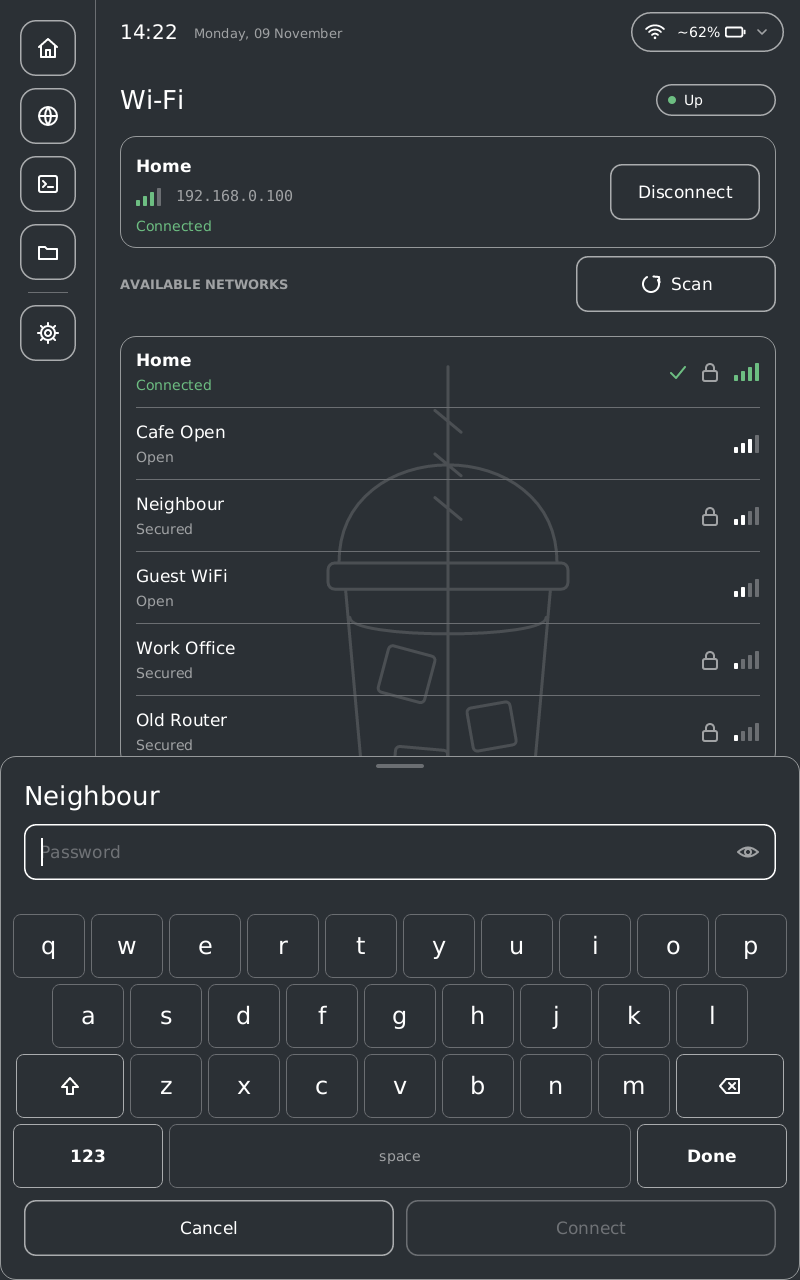 14:22 Monday, 09 November ~62%
Wi-Fi Up
Home
192.168.0.100
Connected
Disconnect
AVAILABLE NETWORKS Scan
Home
Connected
Cafe Open
Open
Neighbour
Secured
Guest WiFi
Open
Work Office
Secured
Old Router
Secured
Neighbour
Password
q w e r t y u i o p
a s d f g h j k l
z x c v b n m
123 space Done
Cancel Connect